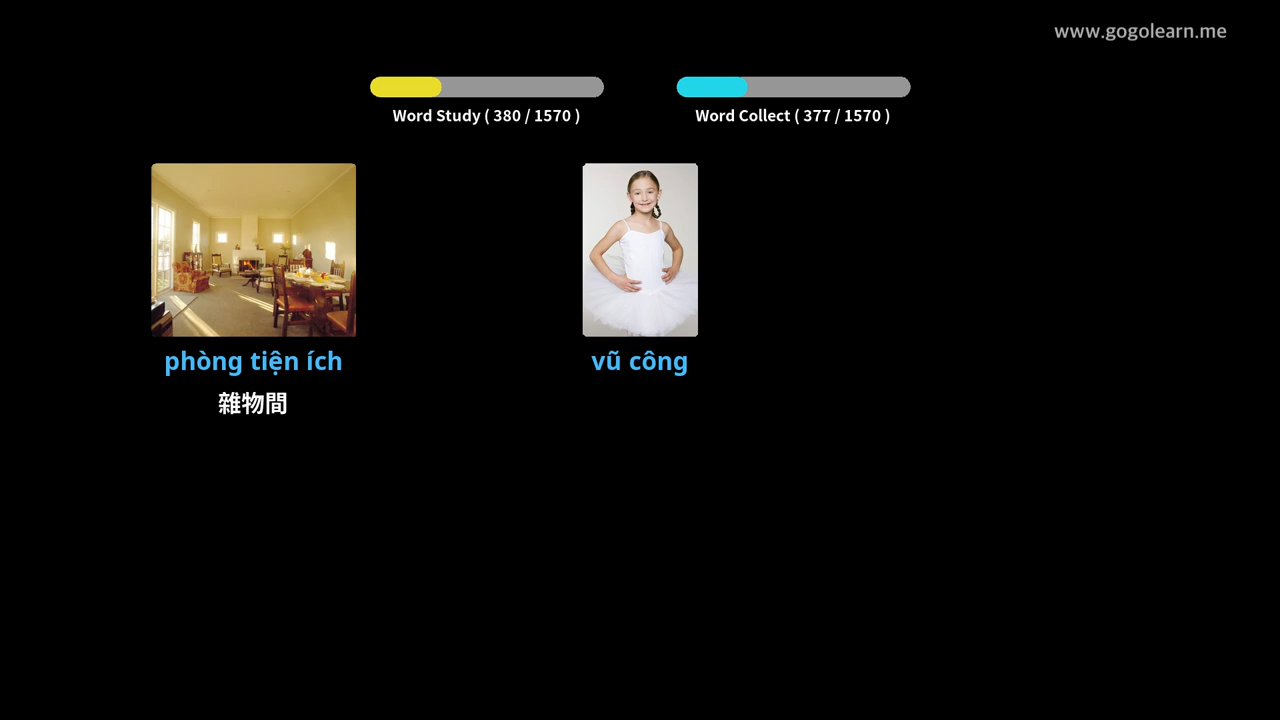 www.gogolearn.me
Word Study ( 380 / 1570 )
Word Collect ( 377 / 1570 )
phòng tiện ích
vũ công
雜物間